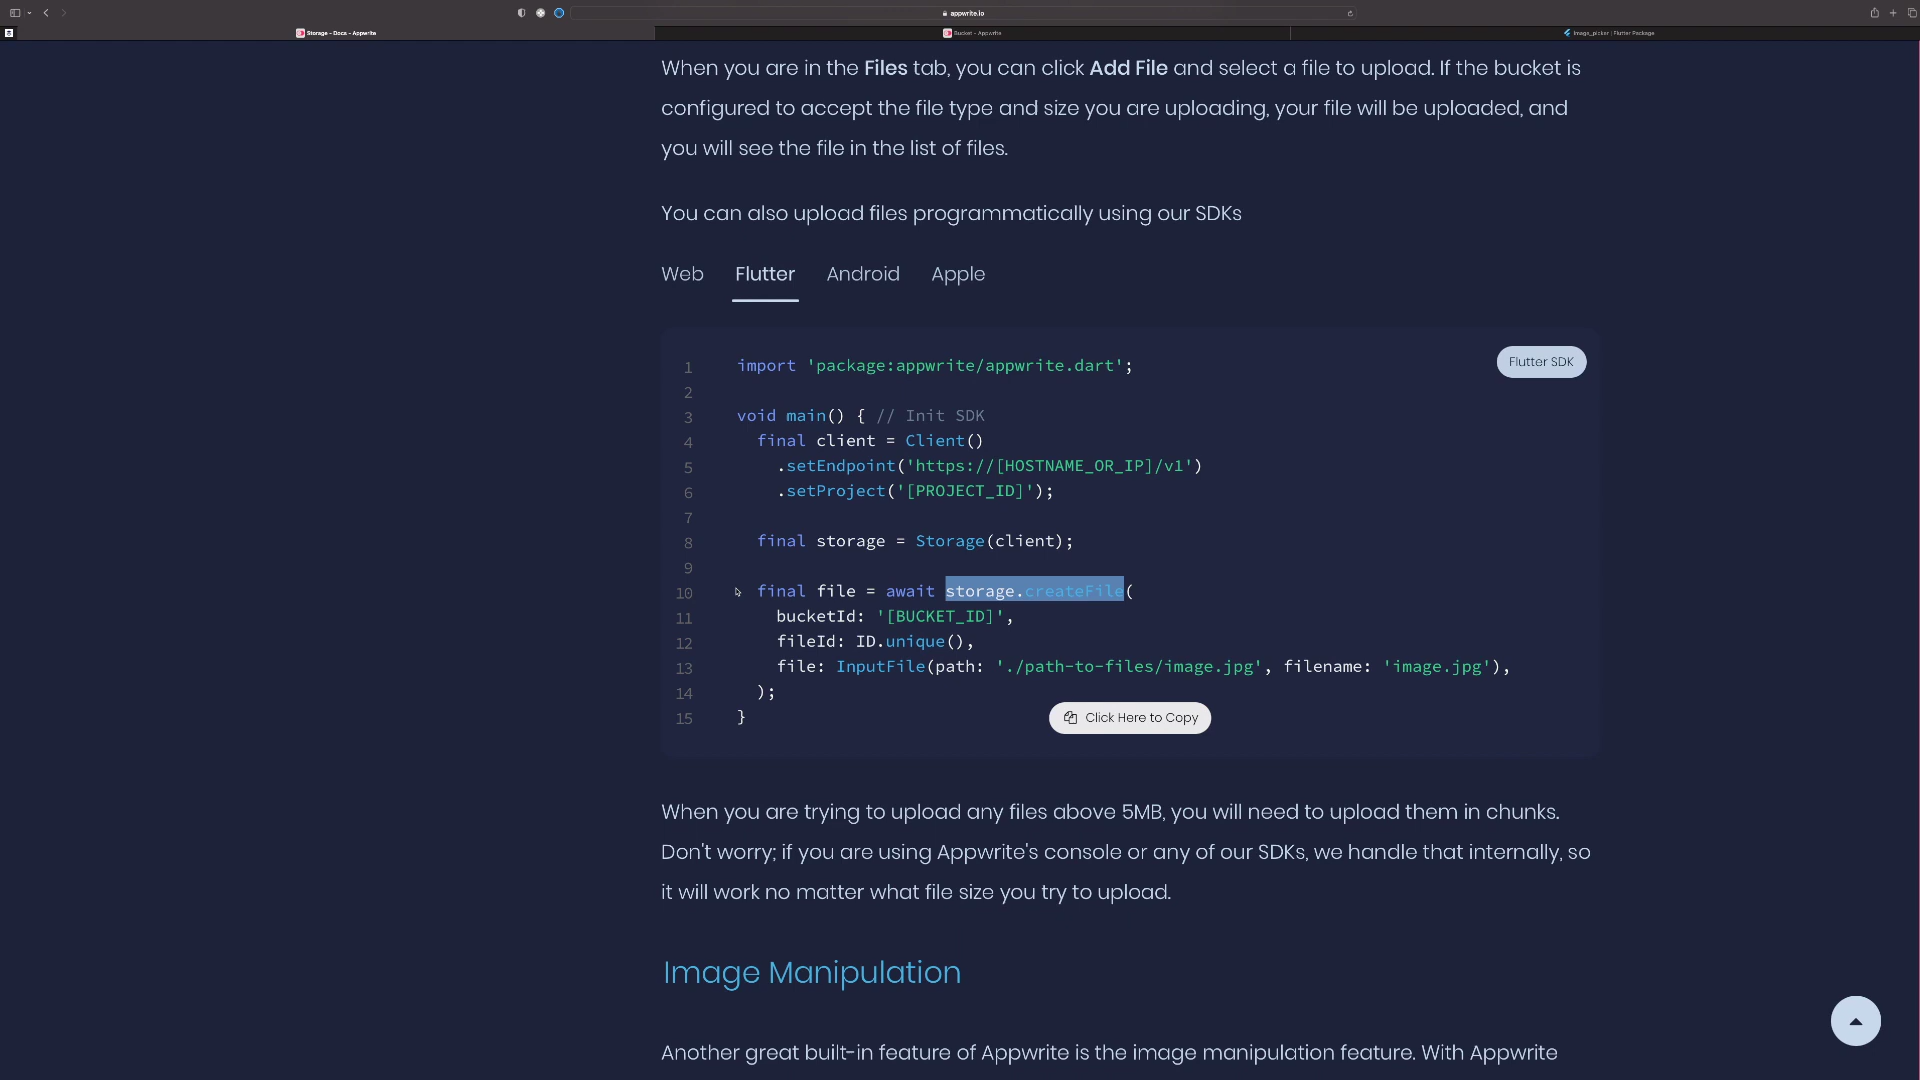 appwrite.io
Storage - Docs - Appwrite
Bucket - Appwrite
image_picker | Flutter Package
When you are in the Files tab, you can click Add File and select a file to upload. If the bucket is
configured to accept the file type and size you are uploading, your file will be uploaded, and
you will see the file in the list of files.
You can also upload files programmatically using our SDKs
Web Flutter Android Apple
Flutter SDK
1 import 'package:appwrite/appwrite.dart';
2
3 void main() { // Init SDK
4 final client = Client()
5 .setEndpoint('https://[HOSTNAME_OR_IP]/v1')
6 .setProject('[PROJECT_ID]');
7
8 final storage = Storage(client);
9
10 final file = await storage.createFile(
11 bucketId: '[BUCKET_ID]',
12 fileId: ID.unique(),
13 file: InputFile(path: './path-to-files/image.jpg', filename: 'image.jpg'),
14 );
15 }
Click Here to Copy
When you are trying to upload any files above 5MB, you will need to upload them in chunks.
Don't worry; if you are using Appwrite's console or any of our SDKs, we handle that internally, so
it will work no matter what file size you try to upload.
Image Manipulation
Another great built-in feature of Appwrite is the image manipulation feature. With Appwrite